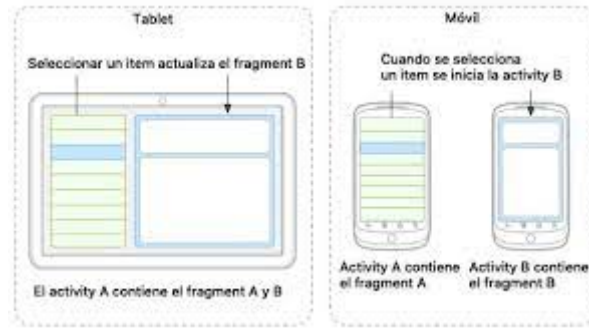 Tablet
Seleccionar un item actualiza el fragment B
El activity A contiene el fragment A y B
Móvil
Cuando se selecciona
un item se inicia la activity B
Activity A contiene
el fragment A
Activity B contiene
el fragment B